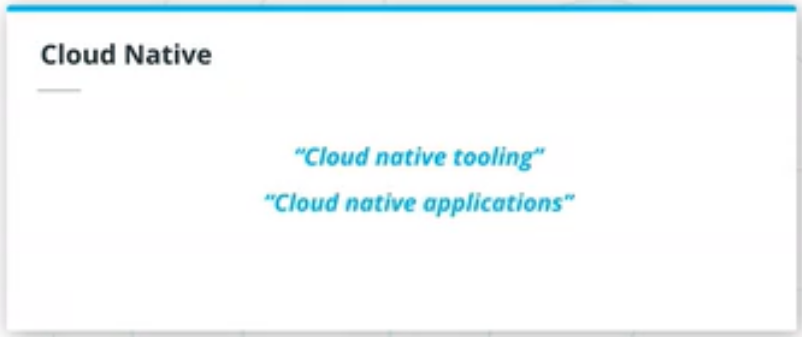 Cloud Native
“Cloud native tooling”
“Cloud native applications”